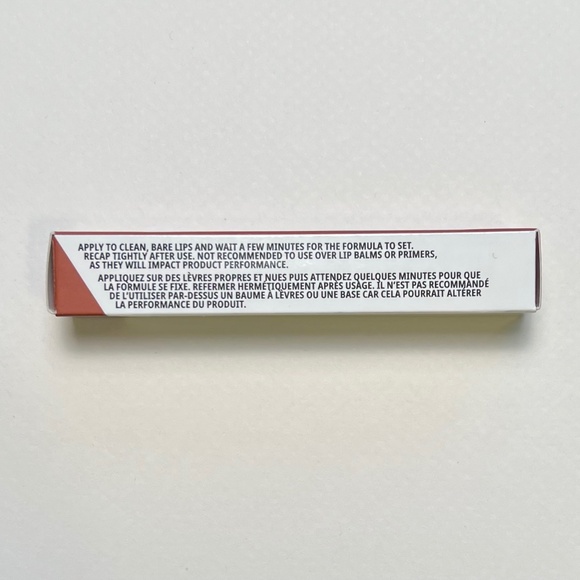 APPLY TO CLEAN, BARE LIPS AND WAIT A FEW MINUTES FOR THE FORMULA TO SET.
RECAP TIGHTLY AFTER USE. NOT RECOMMENDED TO USE OVER LIP BALMS OR PRIMERS,
AS THEY WILL IMPACT PRODUCT PERFORMANCE.
APPLIQUEZ SUR DES LÈVRES PROPRES ET NUES PUIS ATTENDEZ QUELQUES MINUTES POUR QUE
LA FORMULE SE FIXE. REFERMER HERMÉTIQUEMENT APRÈS USAGE. IL N'EST PAS RECOMMANDÉ
DE L'UTILISER PAR-DESSUS UN BAUME À LÈVRES OU UNE BASE CAR CELA POURRAIT ALTÉRER
LA PERFORMANCE DU PRODUIT.